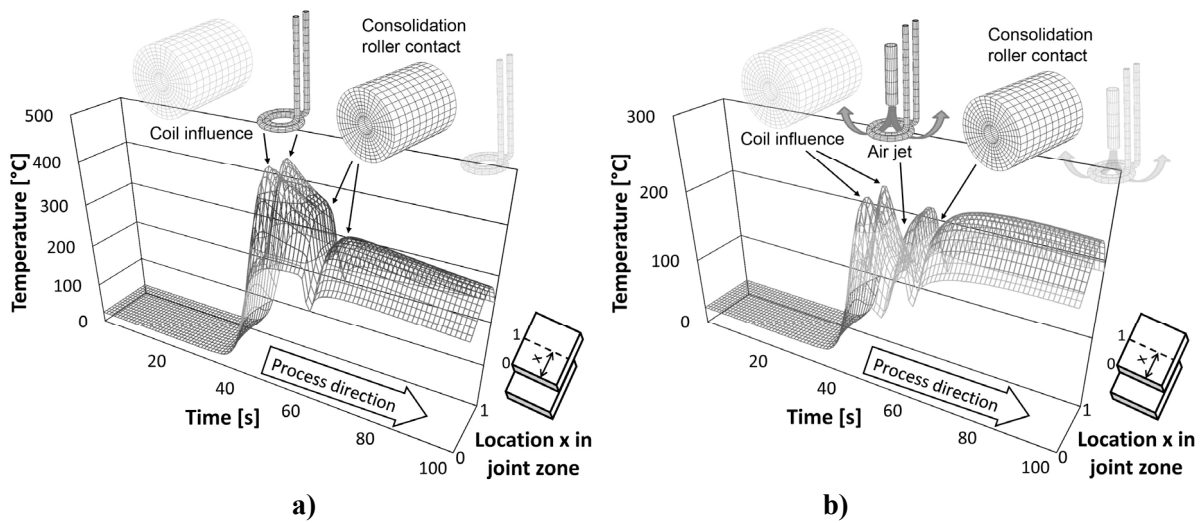 Consolidation
roller contact
Coil influence
500
400
300
200
100
0
Temperature [°C]
20
40
60
80
100
Time [s]
Process direction
1
0
x
1
0
Location x in
joint zone
a)
Consolidation
roller contact
Coil influence
Air jet
300
200
100
0
Temperature [°C]
20
40
60
80
100
Time [s]
Process direction
1
0
x
1
0
Location x in
joint zone
b)